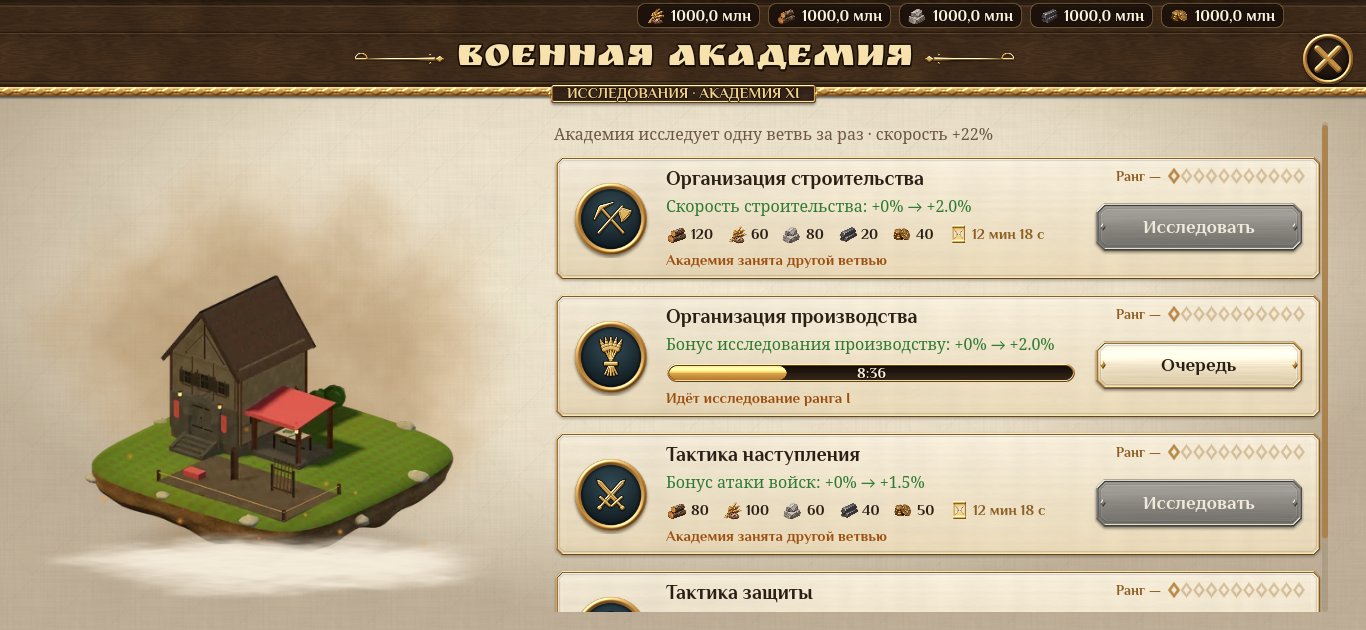 1000,0 млн 1000,0 млн 1000,0 млн 1000,0 млн 1000,0 млн
ВОЕННАЯ АКАДЕМИЯ
ИССЛЕДОВАНИЯ · АКАДЕМИЯ XI
Академия исследует одну ветвь за раз · скорость +22%
Организация строительства
Ранг —
Скорость строительства: +0% → +2.0%
Исследовать
120 60 80 20 40 12 мин 18 с
Академия занята другой ветвью
Организация производства
Ранг —
Бонус исследования производству: +0% → +2.0%
Очередь
8:36
Идёт исследование ранга I
Тактика наступления
Ранг —
Бонус атаки войск: +0% → +1.5%
Исследовать
80 100 60 40 50 12 мин 18 с
Академия занята другой ветвью
Тактика защиты
Ранг —